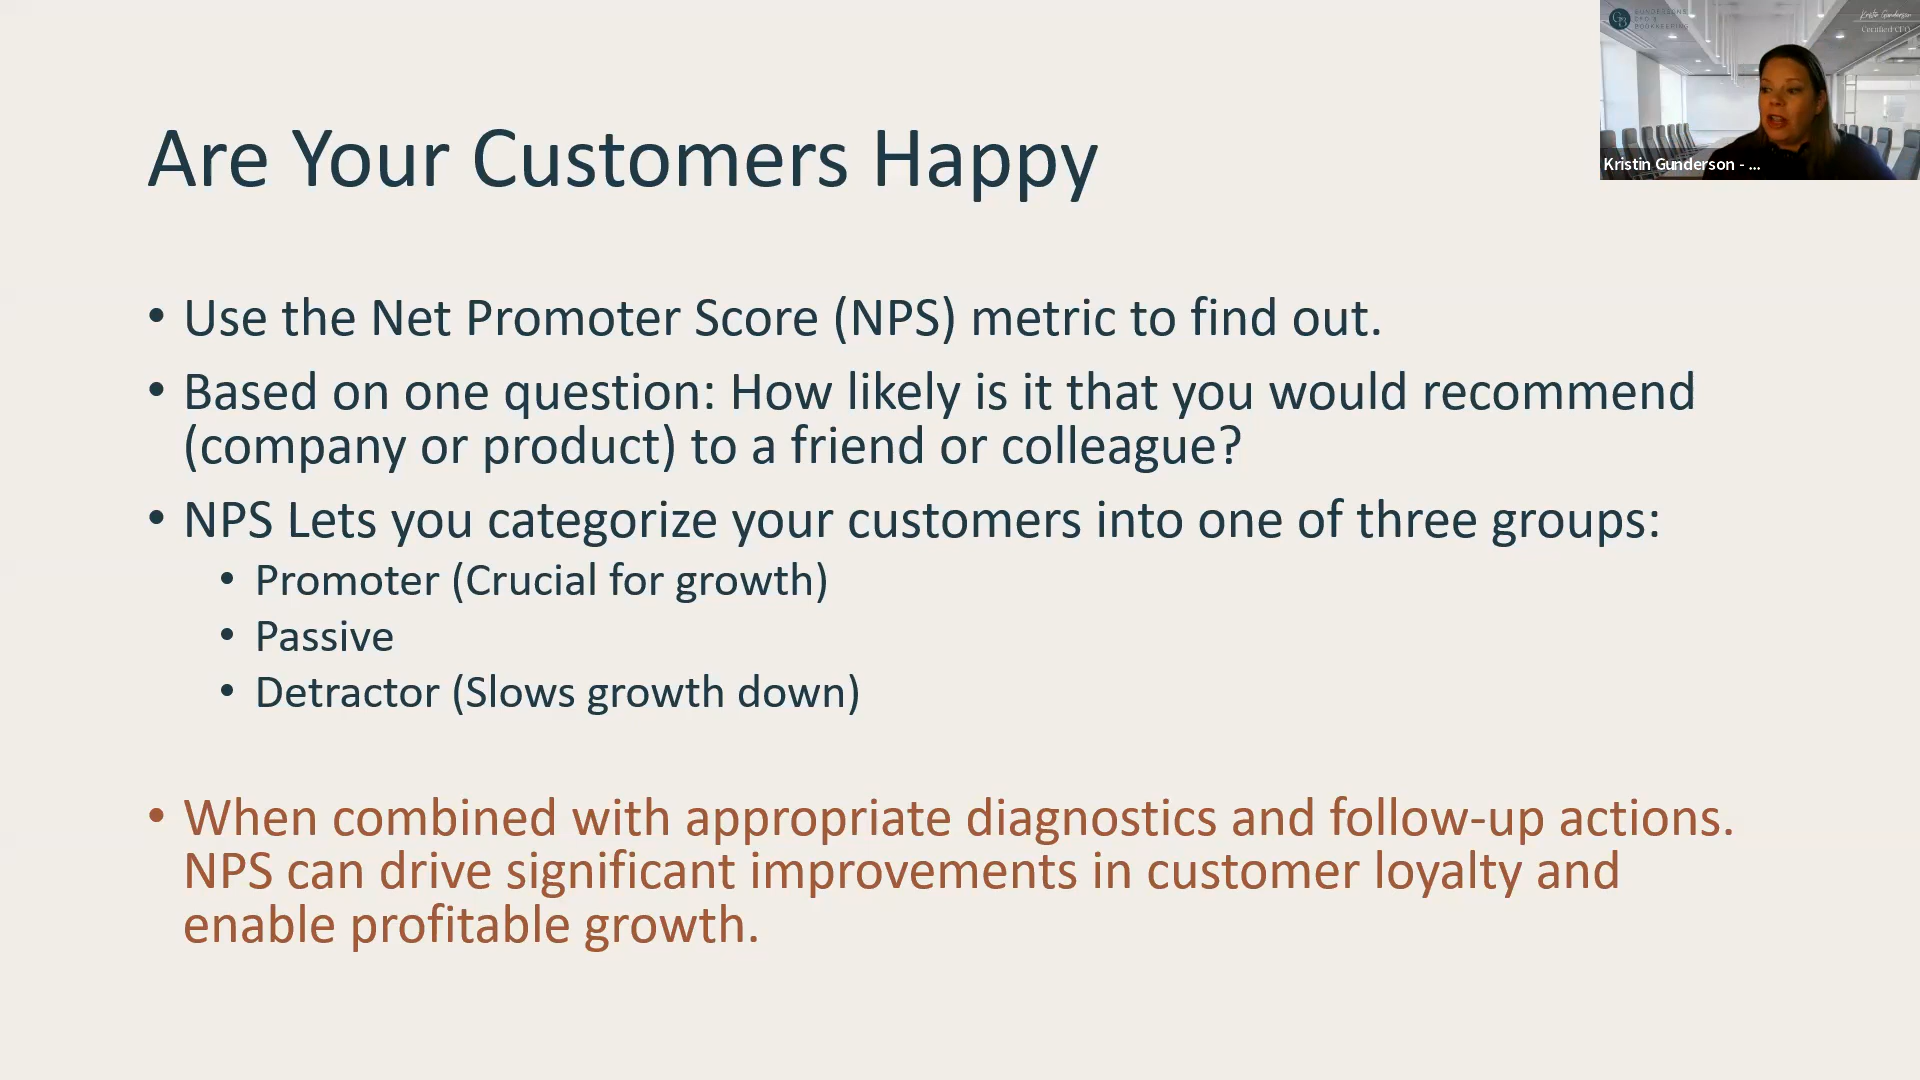 Are Your Customers Happy
• Use the Net Promoter Score (NPS) metric to find out.
• Based on one question: How likely is it that you would recommend
(company or product) to a friend or colleague?
• NPS Lets you categorize your customers into one of three groups:
• Promoter (Crucial for growth)
• Passive
• Detractor (Slows growth down)
• When combined with appropriate diagnostics and follow-up actions.
NPS can drive significant improvements in customer loyalty and
enable profitable growth.
Kristin Gunderson
Certified CFO
Kristin Gunderson - ...